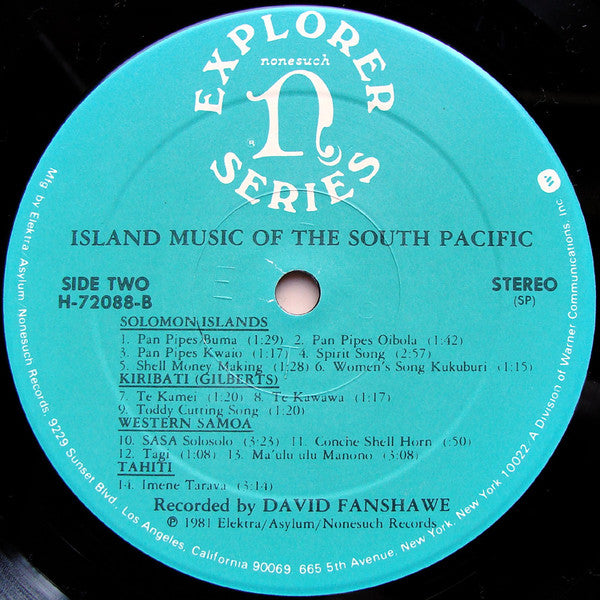 EXPLORER
nonesuch
n
®
SERIES
ISLAND MUSIC OF THE SOUTH PACIFIC
SIDE TWO
H-72088-B
STEREO
(SP)
SOLOMON ISLANDS
1. Pan Pipes Buma (1:29) 2. Pan Pipes Oibola (1:42)
3. Pan Pipes Kwaio (1:17) 4. Spirit Song (2:57)
5. Shell Money Making (1:28) 6. Women's Song Kukuburi (1:15)
KIRIBATI (GILBERTS)
7. Te Kamei (1:20) 8. Te Kawawa (1:17)
9. Toddy Cutting Song (1:20)
WESTERN SAMOA
10. SASA Solosolo (3:23) 11. Conche Shell Horn (:50)
12. Tagi (1:08) 13. Ma'ulu ulu Manono (3:08)
TAHITI
14. Imene Tarava (3:14)
Recorded by DAVID FANSHAWE
℗ 1981 Elektra/Asylum/Nonesuch Records
Mfg by Elektra Asylum / Nonesuch Records, 9229 Sunset Blvd., Los Angeles, California 90069 665 5th Avenue, New York, New York 10022. A Division of Warner Communications, Inc